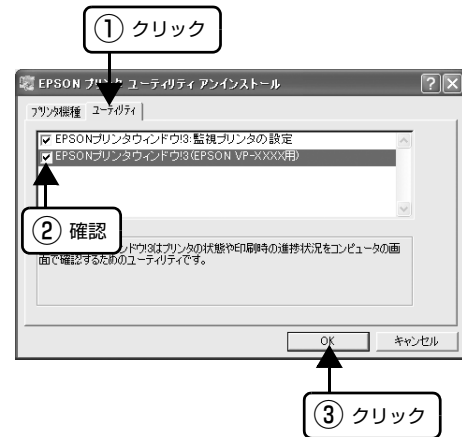 ① クリック
EPSON プリンタ ユーティリティ アンインストール
プリンタ機種 ユーティリティ
EPSONプリンタウィンドウ!3:監視プリンタの設定
EPSONプリンタウィンドウ!3(EPSON VP-XXXX用)
② 確認
ドウ!3はプリンタの状態や印刷時の進捗状況をコンピュータの画
面で確認するためのユーティリティです。
OK キャンセル
③ クリック